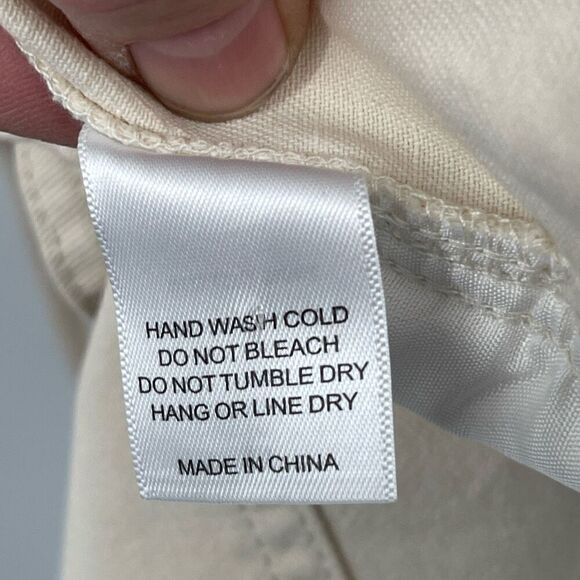 HAND WASH COLD
DO NOT BLEACH
DO NOT TUMBLE DRY
HANG OR LINE DRY
MADE IN CHINA